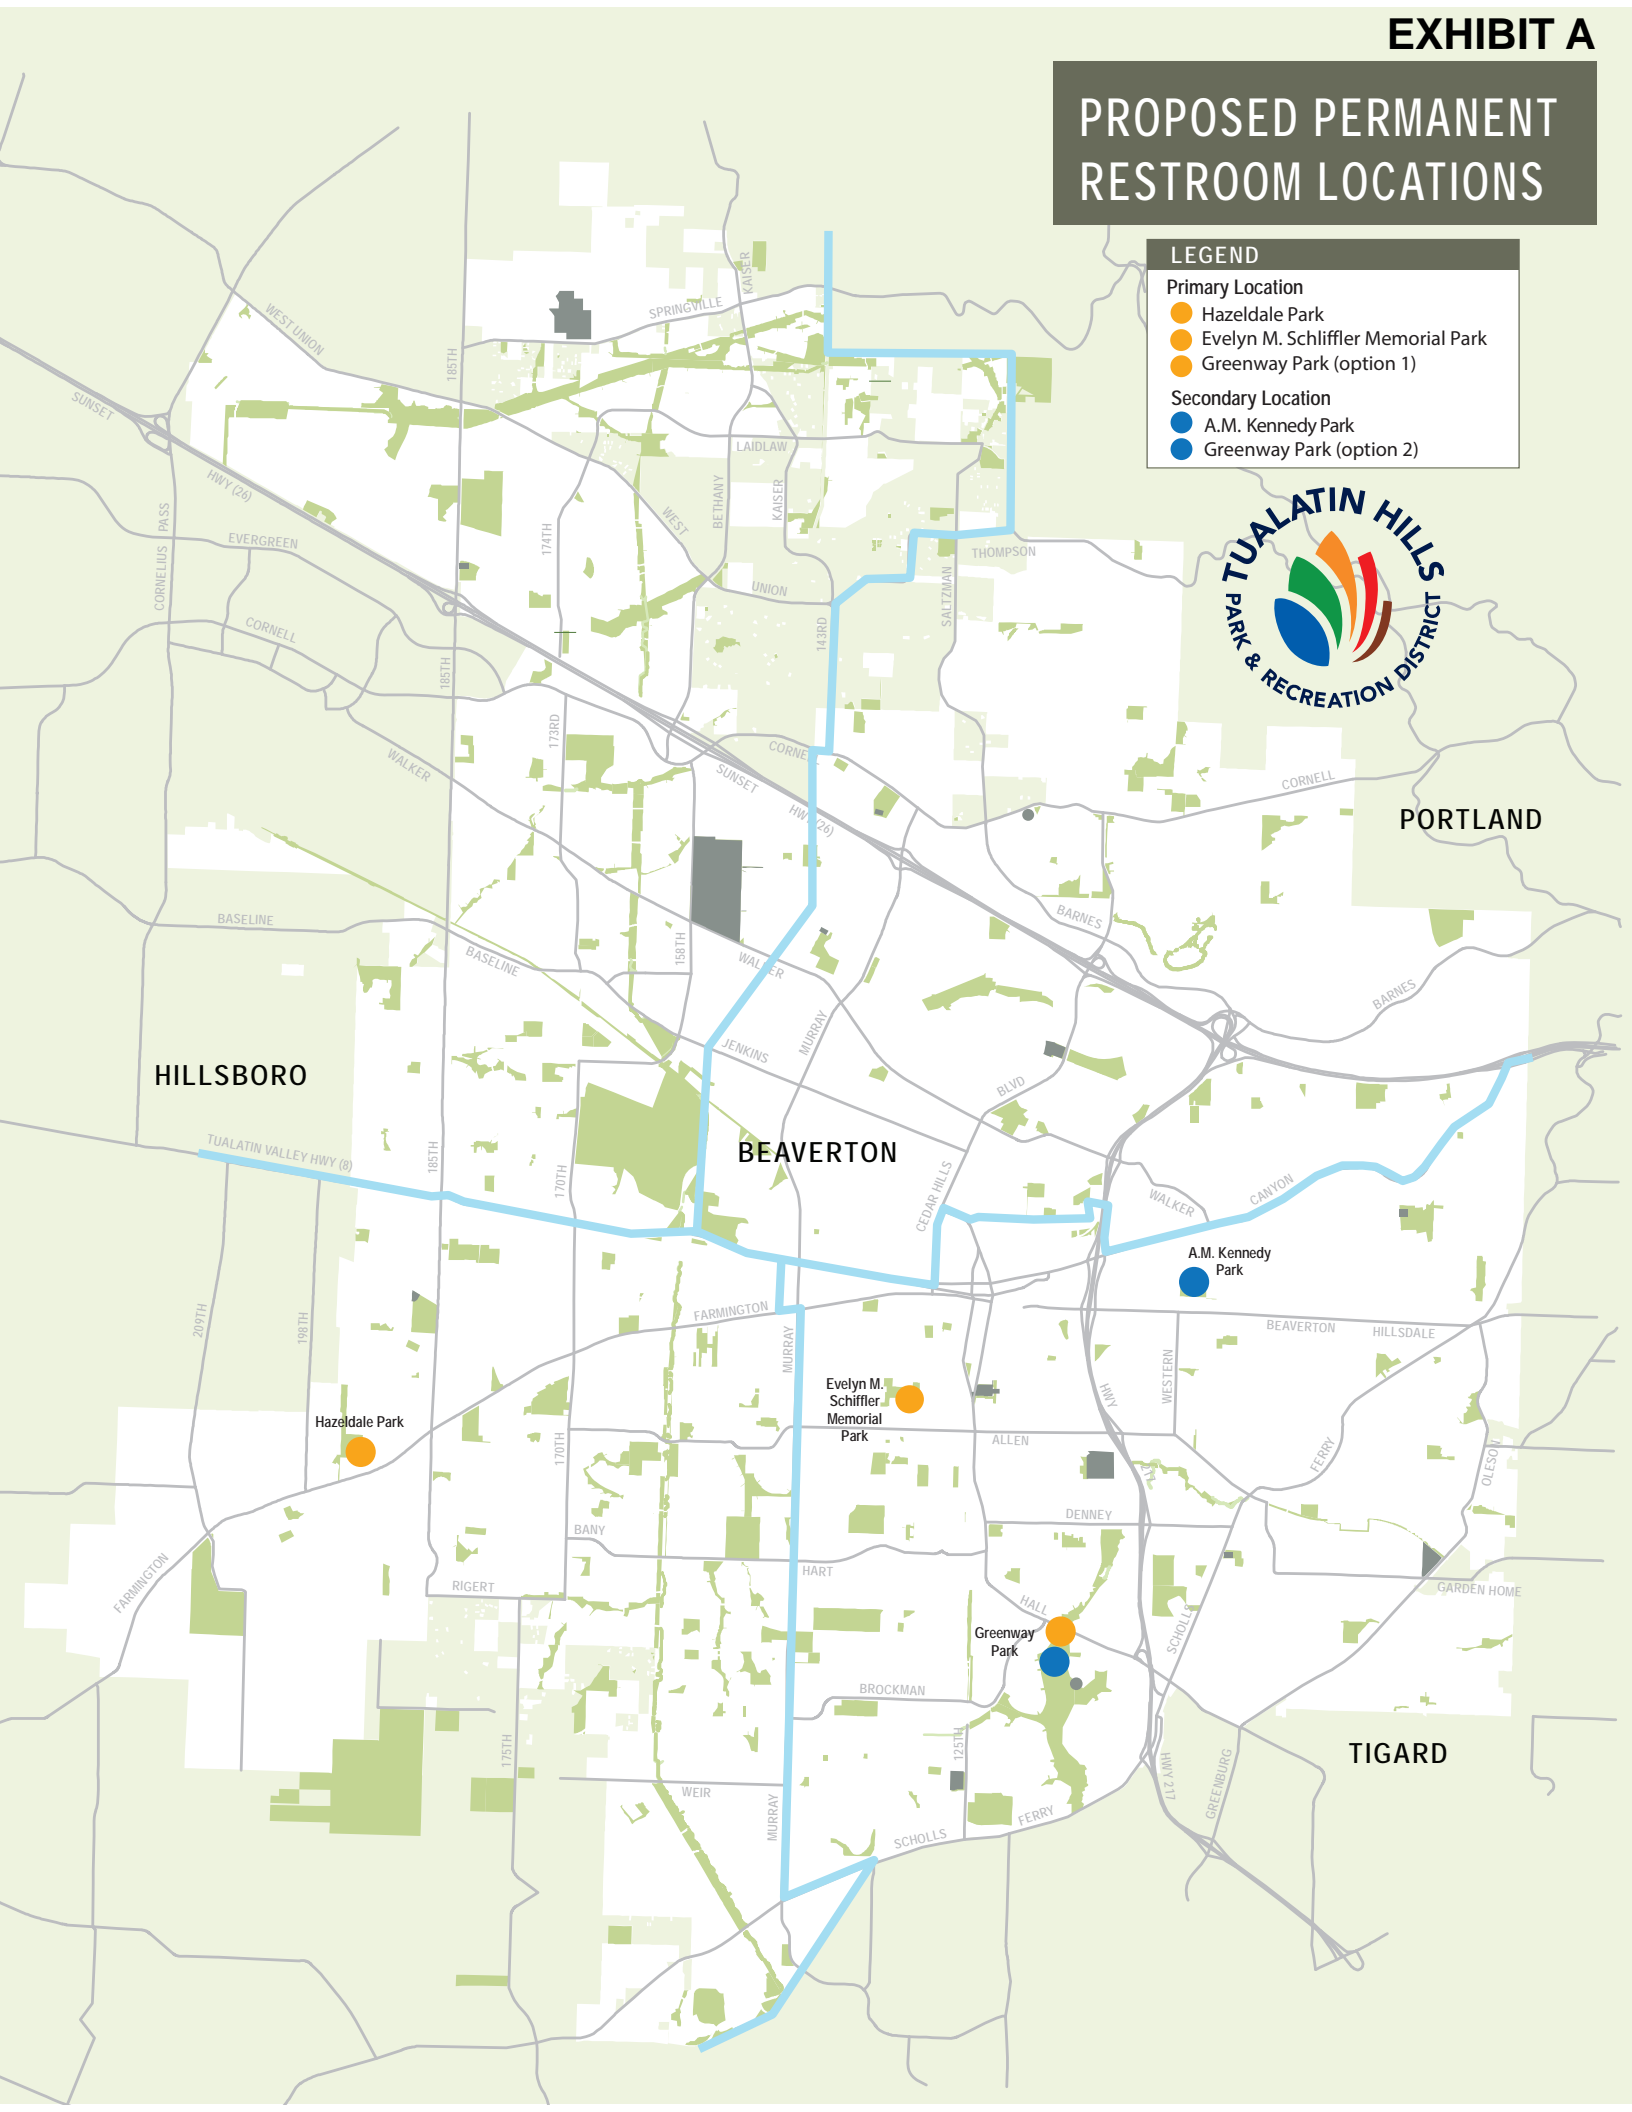 EXHIBIT A
PROPOSED PERMANENT
RESTROOM LOCATIONS
LEGEND
Primary Location
Hazeldale Park
Evelyn M. Schliffler Memorial Park
Greenway Park (option 1)
Secondary Location
A.M. Kennedy Park
Greenway Park (option 2)
TUALATIN HILLS
PARK & RECREATION DISTRICT
KAISER
SPRINGVILLE
WEST UNION
185TH
SUNSET
HWY (26)
LAIDLAW
BETHANY
KAISER
WEST
UNION
174TH
PASS
CORNELIUS
EVERGREEN
THOMPSON
SALTZMAN
143RD
CORNELL
185TH
173RD
WALKER
CORNELL
SUNSET
HWY (26)
CORNELL
PORTLAND
BASELINE
BASELINE
158TH
WALKER
BARNES
BARNES
MURRAY
JENKINS
BLVD
HILLSBORO
BEAVERTON
TUALATIN VALLEY HWY (8)
185TH
170TH
CEDAR HILLS
WALKER
CANYON
A.M. Kennedy
Park
209TH
198TH
FARMINGTON
MURRAY
BEAVERTON
HILLSDALE
WESTERN
HWY
217
Evelyn M.
Schiffler
Memorial
Park
Hazeldale Park
170TH
ALLEN
FERRY
OLESON
DENNEY
BANY
HART
RIGERT
FARMINGTON
GARDEN HOME
HALL
SCHOLLS
Greenway
Park
BROCKMAN
125TH
175TH
WEIR
MURRAY
TIGARD
HWY 217
GREENBURG
FERRY
SCHOLLS